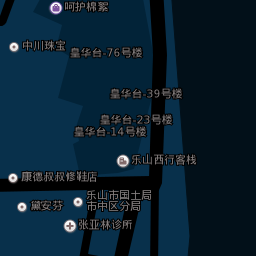 呵护棉絮
中川珠宝
皇华台-76号楼
皇华台-39号楼
皇华台-23号楼
皇华台-14号楼
乐山西行客栈
康德叔叔修鞋店
黛安芬
乐山市国土局
市中区分局
张亚林诊所